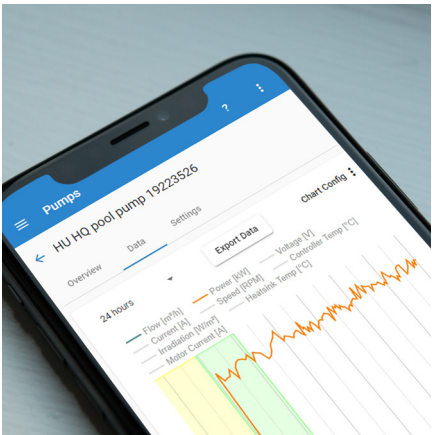 ?
Pumps
HU HQ pool pump 19223526
Overview Data Settings
Export Data
Chart Config
24 hours
Flow [m³/h] Power [kW] Voltage [V]
Current [A] Speed [RPM] Controller Temp [°C]
Irradiation [W/m²] Heatsink Temp [°C]
Motor Current [A]